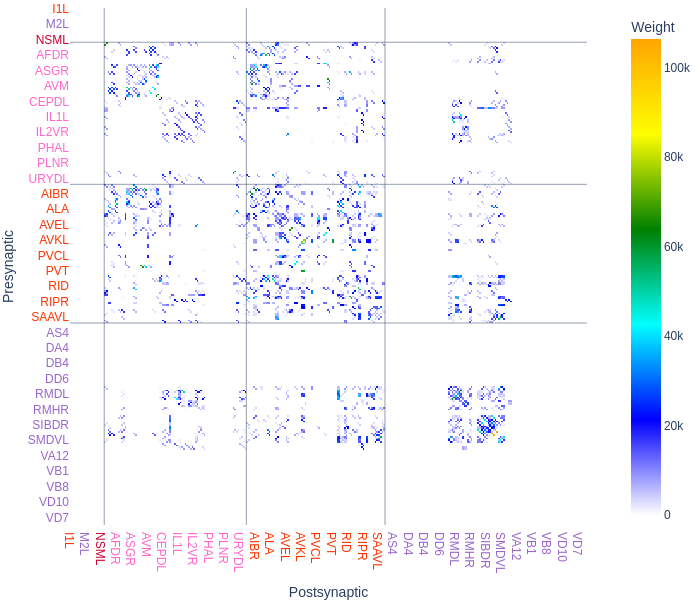 Weight
100k
80k
60k
40k
20k
0
I1L
M2L
NSML
AFDR
ASGR
AVM
CEPDL
IL1L
IL2VR
PHAL
PLNR
URYDL
AIBR
ALA
AVEL
AVKL
PVCL
PVT
RID
RIPR
SAAVL
AS4
DA4
DB4
DD6
RMDL
RMHR
SIBDR
SMDVL
VA12
VB1
VB8
VD10
VD7
Presynaptic
I1L
M2L
NSML
AFDR
ASGR
AVM
CEPDL
IL1L
IL2VR
PHAL
PLNR
URYDL
AIBR
ALA
AVEL
AVKL
PVCL
PVT
RID
RIPR
SAAVL
AS4
DA4
DB4
DD6
RMDL
RMHR
SIBDR
SMDVL
VA12
VB1
VB8
VD10
VD7
Postsynaptic